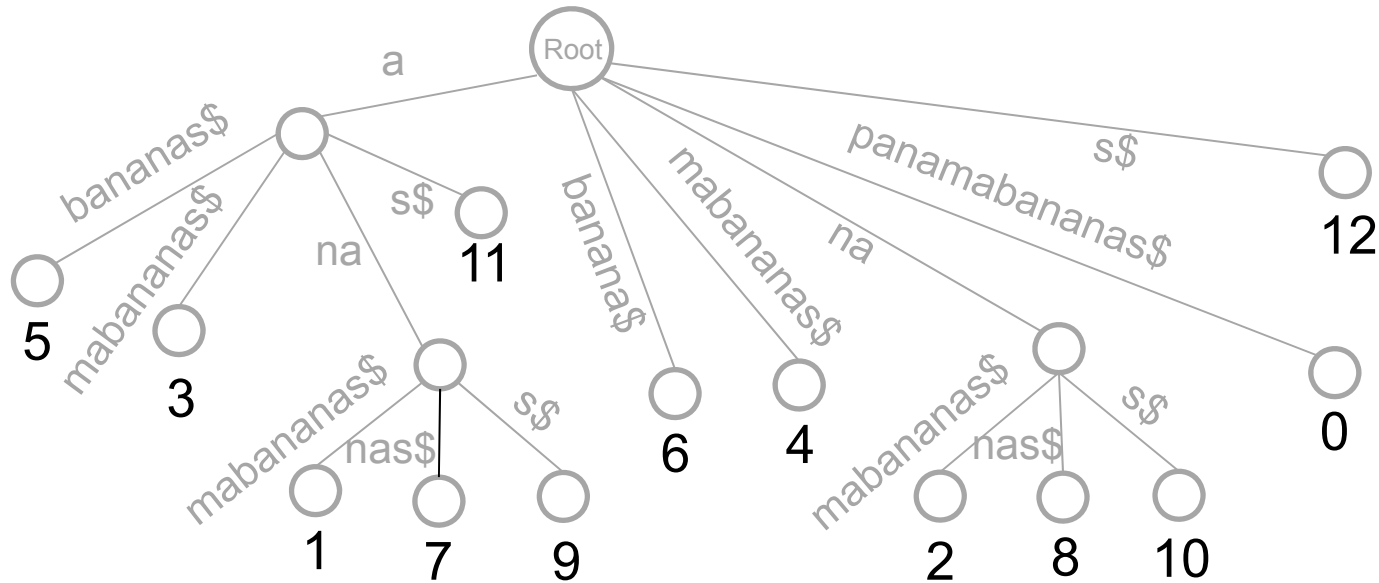 Root
a
bananas$
mabananas$
na
s$
11
5
3
mabananas$
nas$
s$
1
7
9
banana$
6
mabananas$
4
na
mabananas$
nas$
s$
2
8
10
panamabananas$
0
s$
12